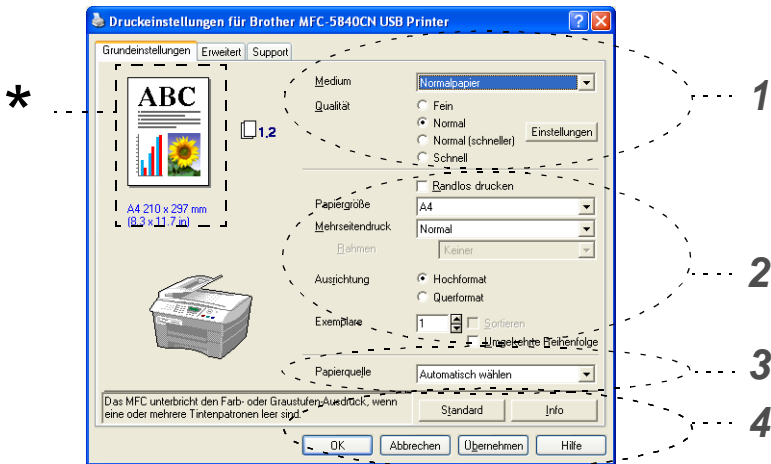 Druckeinstellungen für Brother MFC-5840CN USB Printer
Grundeinstellungen Erweitert Support
*
ABC
1.2
A4 210 x 297 mm
(8.3 x 11.7 in)
Medium Normalpapier
Qualität Fein
Normal
Normal (schneller)
Schnell
Einstellungen
1
Randlos drucken
Papiergröße A4
Mehrseitendruck Normal
Rahmen Keiner
Ausrichtung Hochformat
Querformat
Exemplare 1 Sortieren
Umgekehrte Reihenfolge
2
Papierquelle Automatisch wählen
3
Das MFC unterbricht den Farb- oder Graustufen-Ausdruck, wenn
eine oder mehrere Tintenpatronen leer sind.
Standard Info
4
OK Abbrechen Übernehmen Hilfe